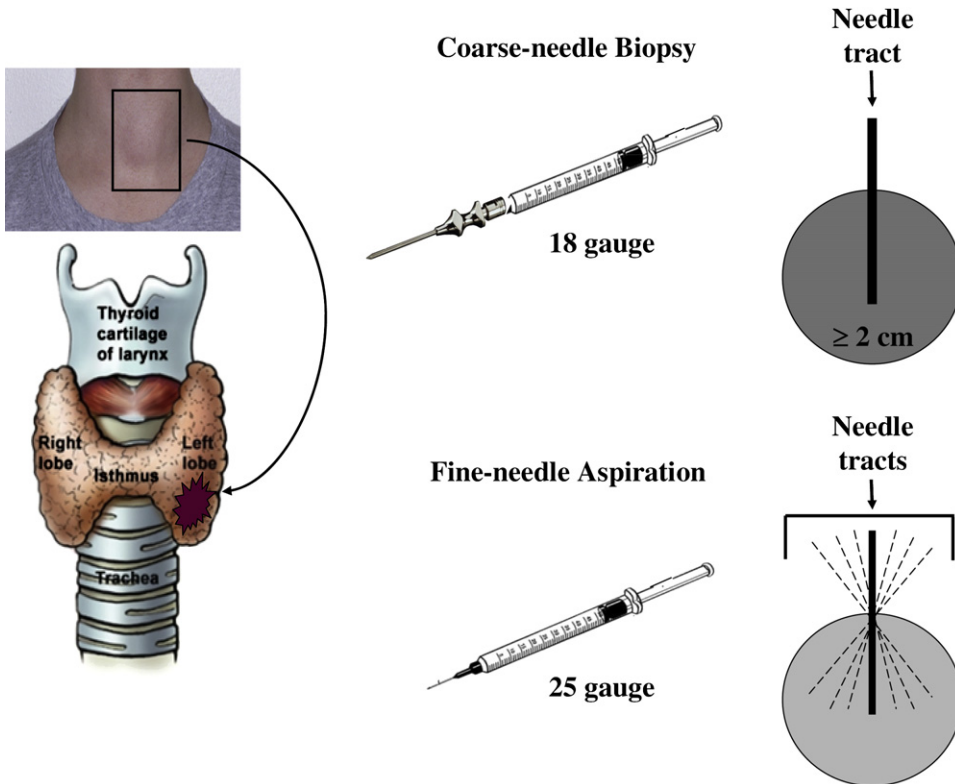 Coarse-needle Biopsy
18 gauge
Needle
tract
≥ 2 cm
Thyroid
cartilage
of larynx
Right
lobe
Isthmus
Left
lobe
Trachea
Fine-needle Aspiration
25 gauge
Needle
tracts